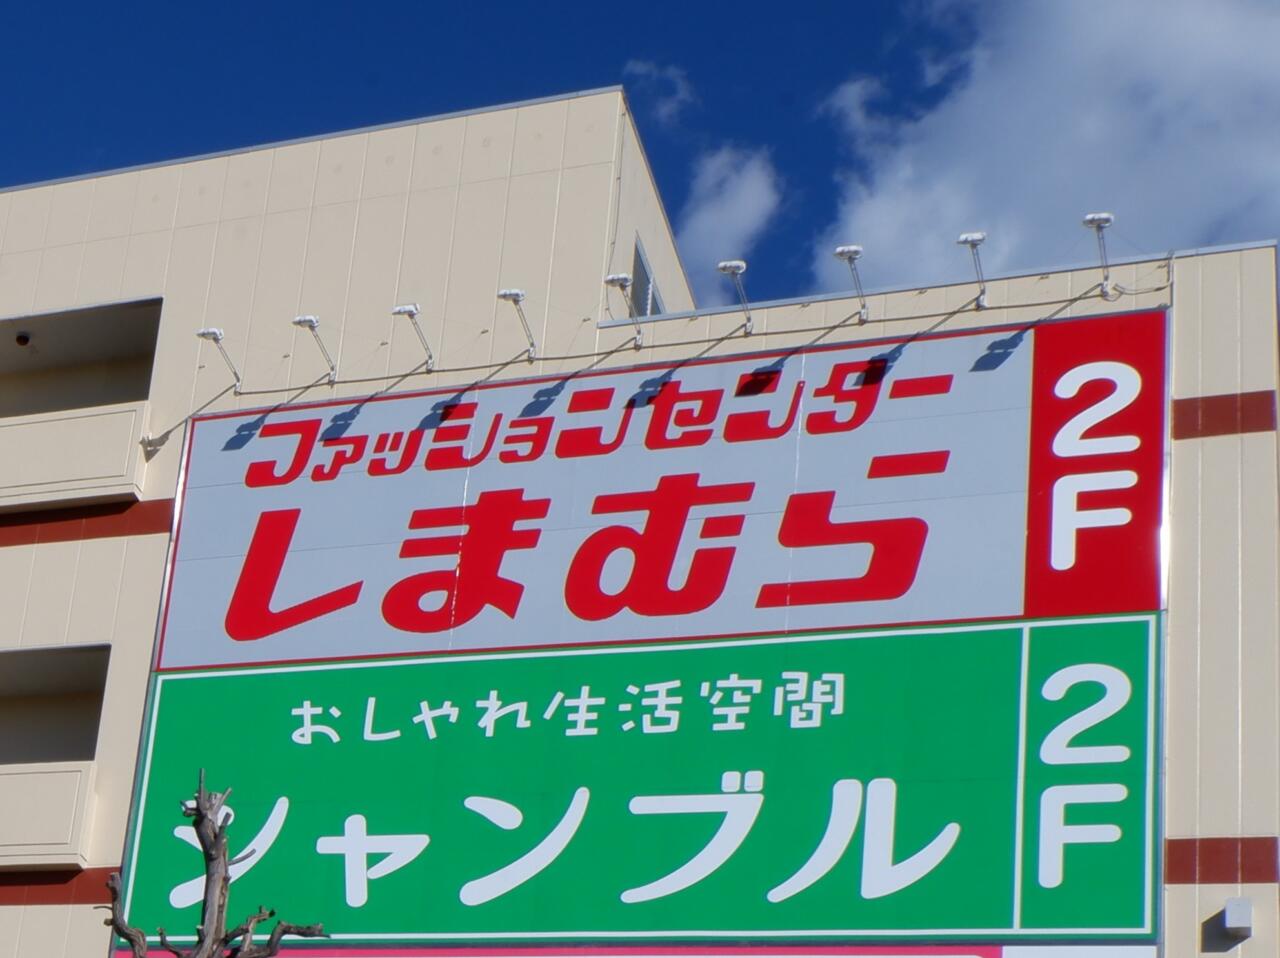 ファッションセンター
しまむら
2F
おしゃれ生活空間
シャンブル
2F